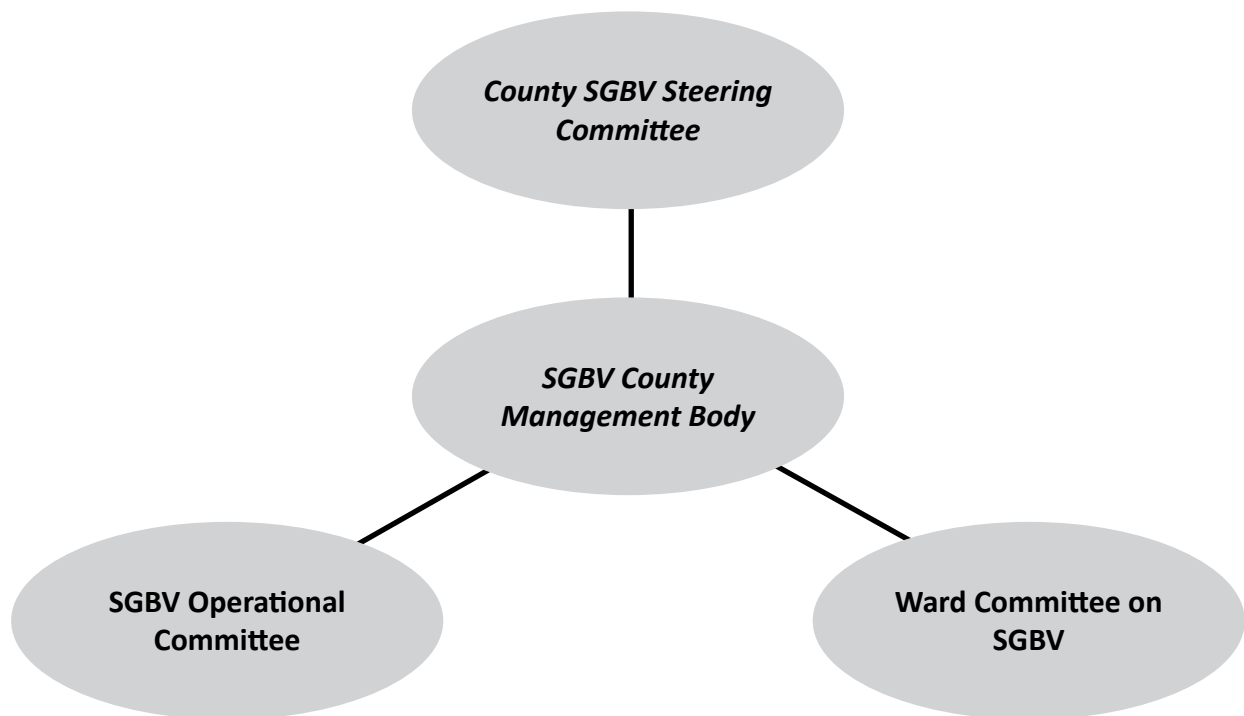 County SGBV Steering
Committee
SGBV County
Management Body
SGBV Operational
Committee
Ward Committee on
SGBV